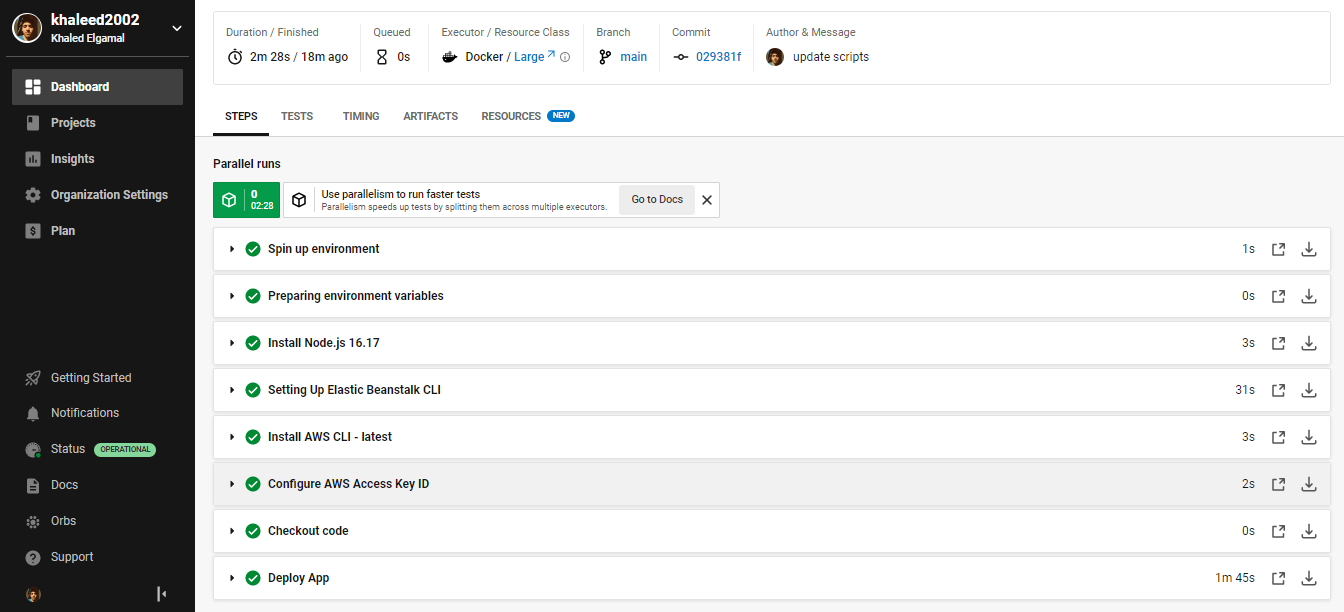 khaleed2002
Khaled Elgamal
Dashboard
Projects
Insights
Organization Settings
Plan
Getting Started
Notifications
Status OPERATIONAL
Docs
Orbs
Support
Duration / Finished
2m 28s / 18m ago
Queued
0s
Executor / Resource Class
Docker / Large
Branch
main
Commit
029381f
Author & Message
update scripts
STEPS TESTS TIMING ARTIFACTS RESOURCES NEW
Parallel runs
0
02:28
Use parallelism to run faster tests
Parallelism speeds up tests by splitting them across multiple executors.
Go to Docs
Spin up environment 1s
Preparing environment variables 0s
Install Node.js 16.17 3s
Setting Up Elastic Beanstalk CLI 31s
Install AWS CLI - latest 3s
Configure AWS Access Key ID 2s
Checkout code 0s
Deploy App 1m 45s